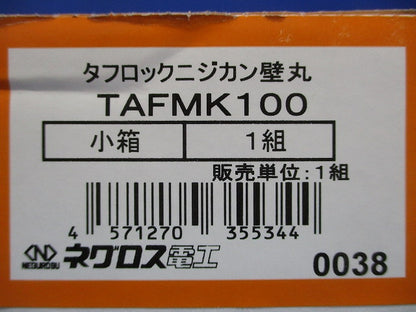 タフロックニジカン壁丸
TAFMK100
小箱 1組
販売単位:1組
4 571270 355344
NEGUROSU ネグロス電工 0038